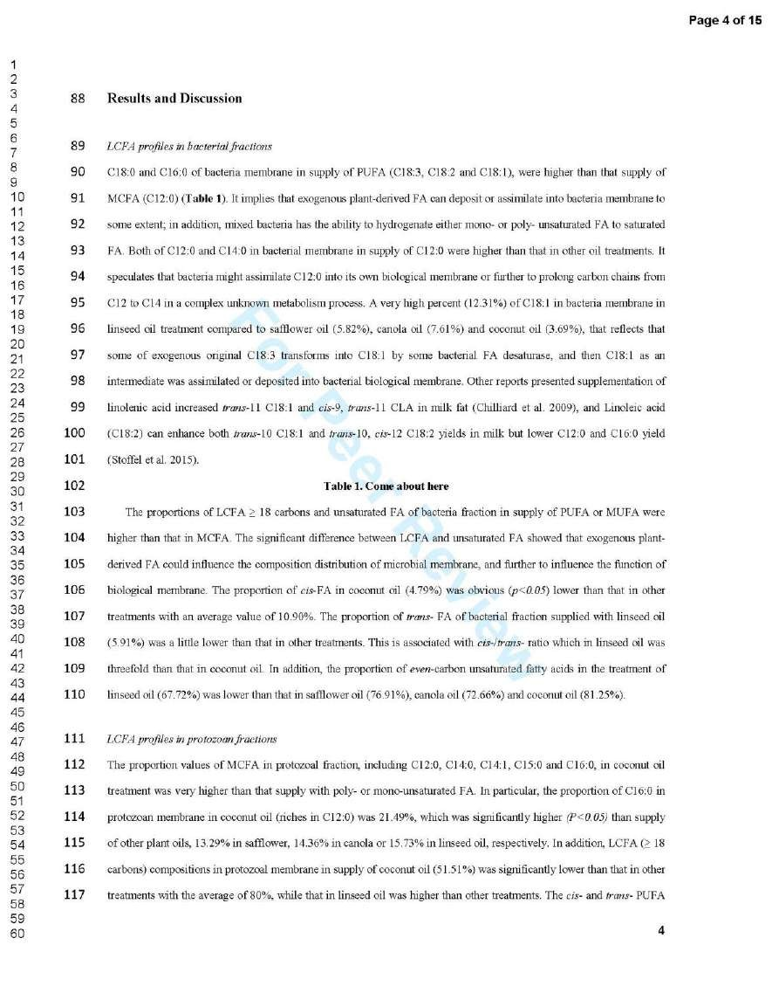 Page 4 of 15
1
2
3
4
5
6
7
8
9
10
11
12
13
14
15
16
17
18
19
20
21
22
23
24
25
26
27
28
29
30
31
32
33
34
35
36
37
38
39
40
41
42
43
44
45
46
47
48
49
50
51
52
53
54
55
56
57
58
59
60
88 Results and Discussion
89 LCFA profiles in bacterial fractions
90 C18:0 and C16:0 of bacteria membrane in supply of PUFA (C18:3, C18:2 and C18:1), were higher than that supply of
91 MCFA (C12:0) (Table 1). It implies that exogenous plant-derived FA can deposit or assimilate into bacteria membrane to
92 some extent; in addition, mixed bacteria has the ability to hydrogenate either mono- or poly- unsaturated FA to saturated
93 FA. Both of C12:0 and C14:0 in bacterial membrane in supply of C12:0 were higher than that in other oil treatments. It
94 speculates that bacteria might assimilate C12:0 into its own biological membrane or further to prolong carbon chains from
95 C12 to C14 in a complex unknown metabolism process. A very high percent (12.31%) of C18:1 in bacteria membrane in
96 linseed oil treatment compared to safflower oil (5.82%), canola oil (7.61%) and coconut oil (3.69%), that reflects that
97 some of exogenous original C18:3 transforms into C18:1 by some bacterial FA desaturase, and then C18:1 as an
98 intermediate was assimilated or deposited into bacterial biological membrane. Other reports presented supplementation of
99 linolenic acid increased trans-11 C18:1 and cis-9, trans-11 CLA in milk fat (Chilliard et al. 2009), and Linoleic acid
100 (C18:2) can enhance both trans-10 C18:1 and trans-10, cis-12 C18:2 yields in milk but lower C12:0 and C16:0 yield
101 (Stoffel et al. 2015).
102 Table 1. Come about here
103 The proportions of LCFA ≥ 18 carbons and unsaturated FA of bacteria fraction in supply of PUFA or MUFA were
104 higher than that in MCFA. The significant difference between LCFA and unsaturated FA showed that exogenous plant-
105 derived FA could influence the composition distribution of microbial membrane, and further to influence the function of
106 biological membrane. The proportion of cis-FA in coconut oil (4.79%) was obvious (p<0.05) lower than that in other
107 treatments with an average value of 10.90%. The proportion of trans- FA of bacterial fraction supplied with linseed oil
108 (5.91%) was a little lower than that in other treatments. This is associated with cis-/trans- ratio which in linseed oil was
109 threefold than that in coconut oil. In addition, the proportion of even-carbon unsaturated fatty acids in the treatment of
110 linseed oil (67.72%) was lower than that in safflower oil (76.91%), canola oil (72.66%) and coconut oil (81.25%).
111 LCFA profiles in protozoan fractions
112 The proportion values of MCFA in protozoal fraction, including C12:0, C14:0, C14:1, C15:0 and C16:0, in coconut oil
113 treatment was very higher than that supply with poly- or mono-unsaturated FA. In particular, the proportion of C16:0 in
114 protozoan membrane in coconut oil (riches in C12:0) was 21.49%, which was significantly higher (P<0.05) than supply
115 of other plant oils, 13.29% in safflower, 14.36% in canola or 15.73% in linseed oil, respectively. In addition, LCFA (≥ 18
116 carbons) compositions in protozoal membrane in supply of coconut oil (51.51%) was significantly lower than that in other
117 treatments with the average of 80%, while that in linseed oil was higher than other treatments. The cis- and trans- PUFA
4
For Peer Review